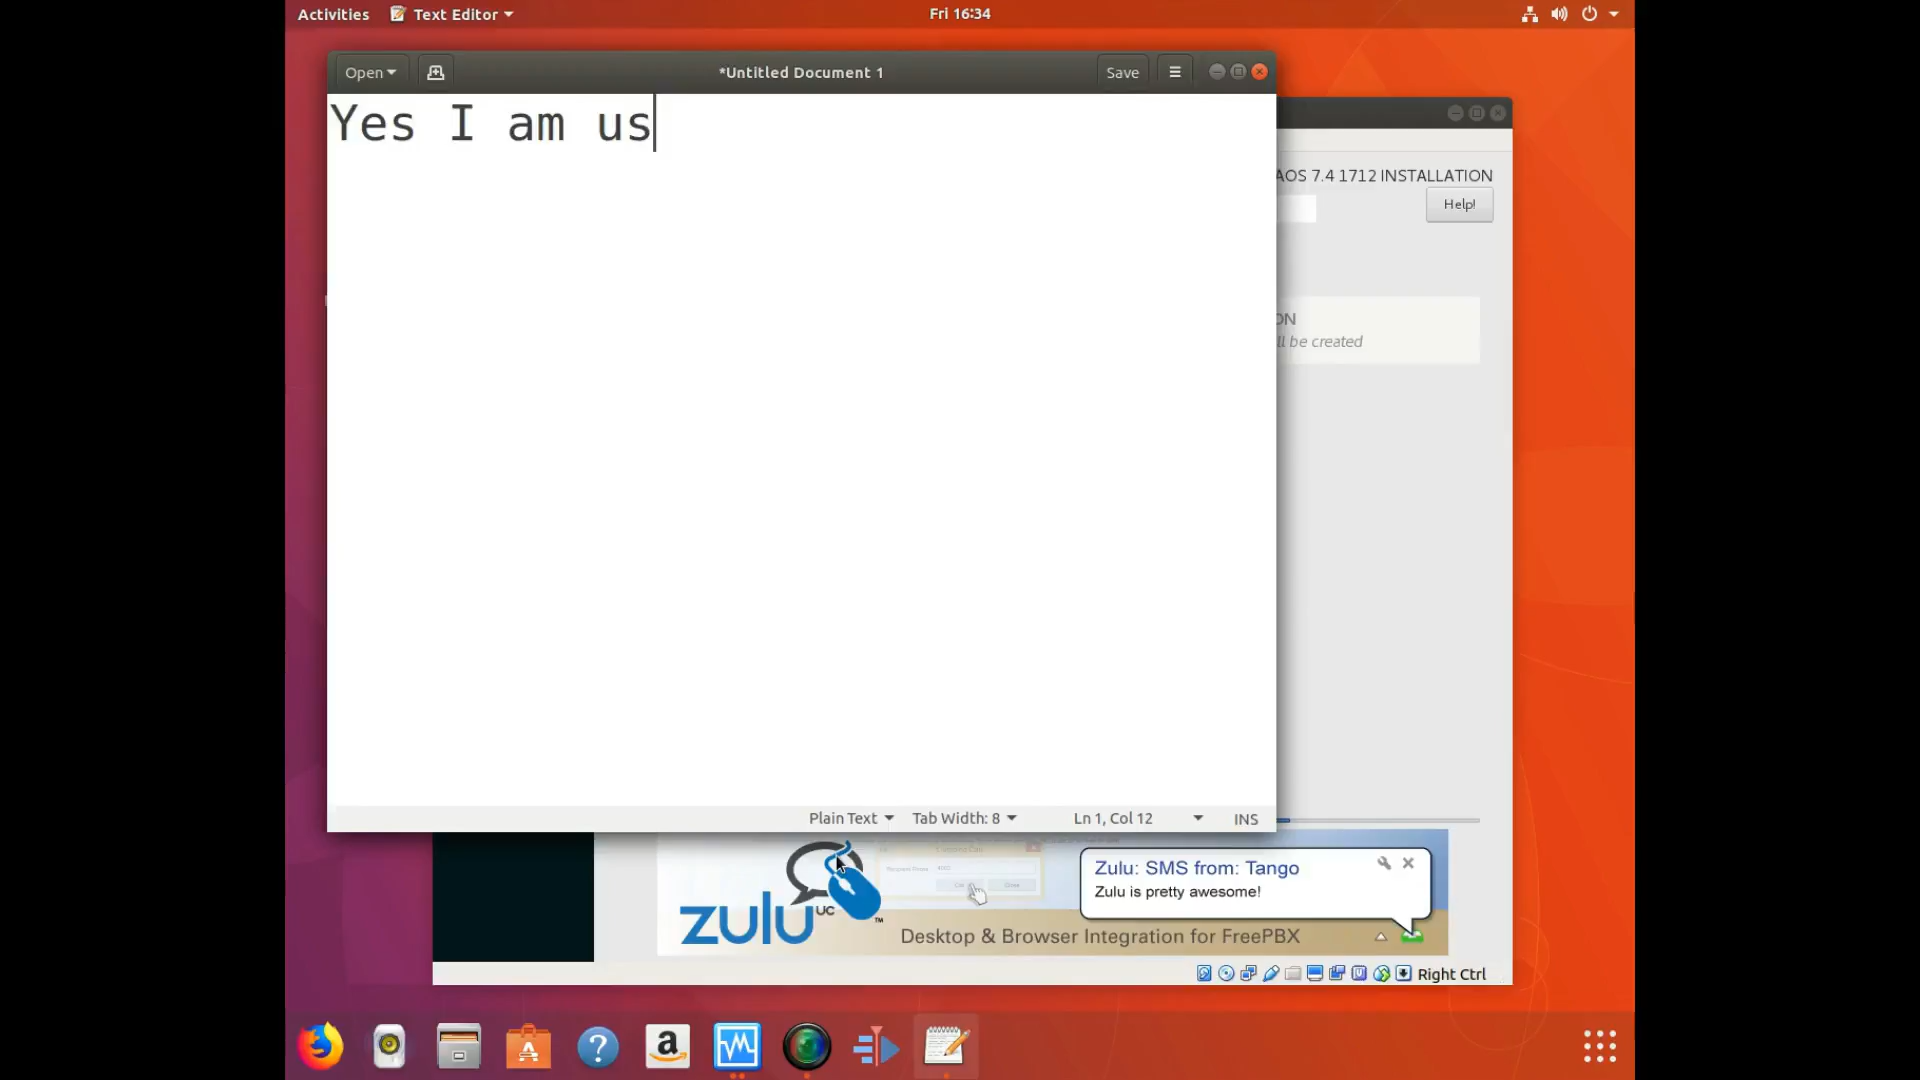 Activities Text Editor Fri 16:34
Open *Untitled Document 1 Save
Yes I am us
AOS 7.4 1712 INSTALLATION
Help!
ON
ll be created
Plain Text Tab Width: 8 Ln 1, Col 12 INS
Zulu: SMS from: Tango
Zulu is pretty awesome!
zulu UC ™
Desktop & Browser Integration for FreePBX
Right Ctrl